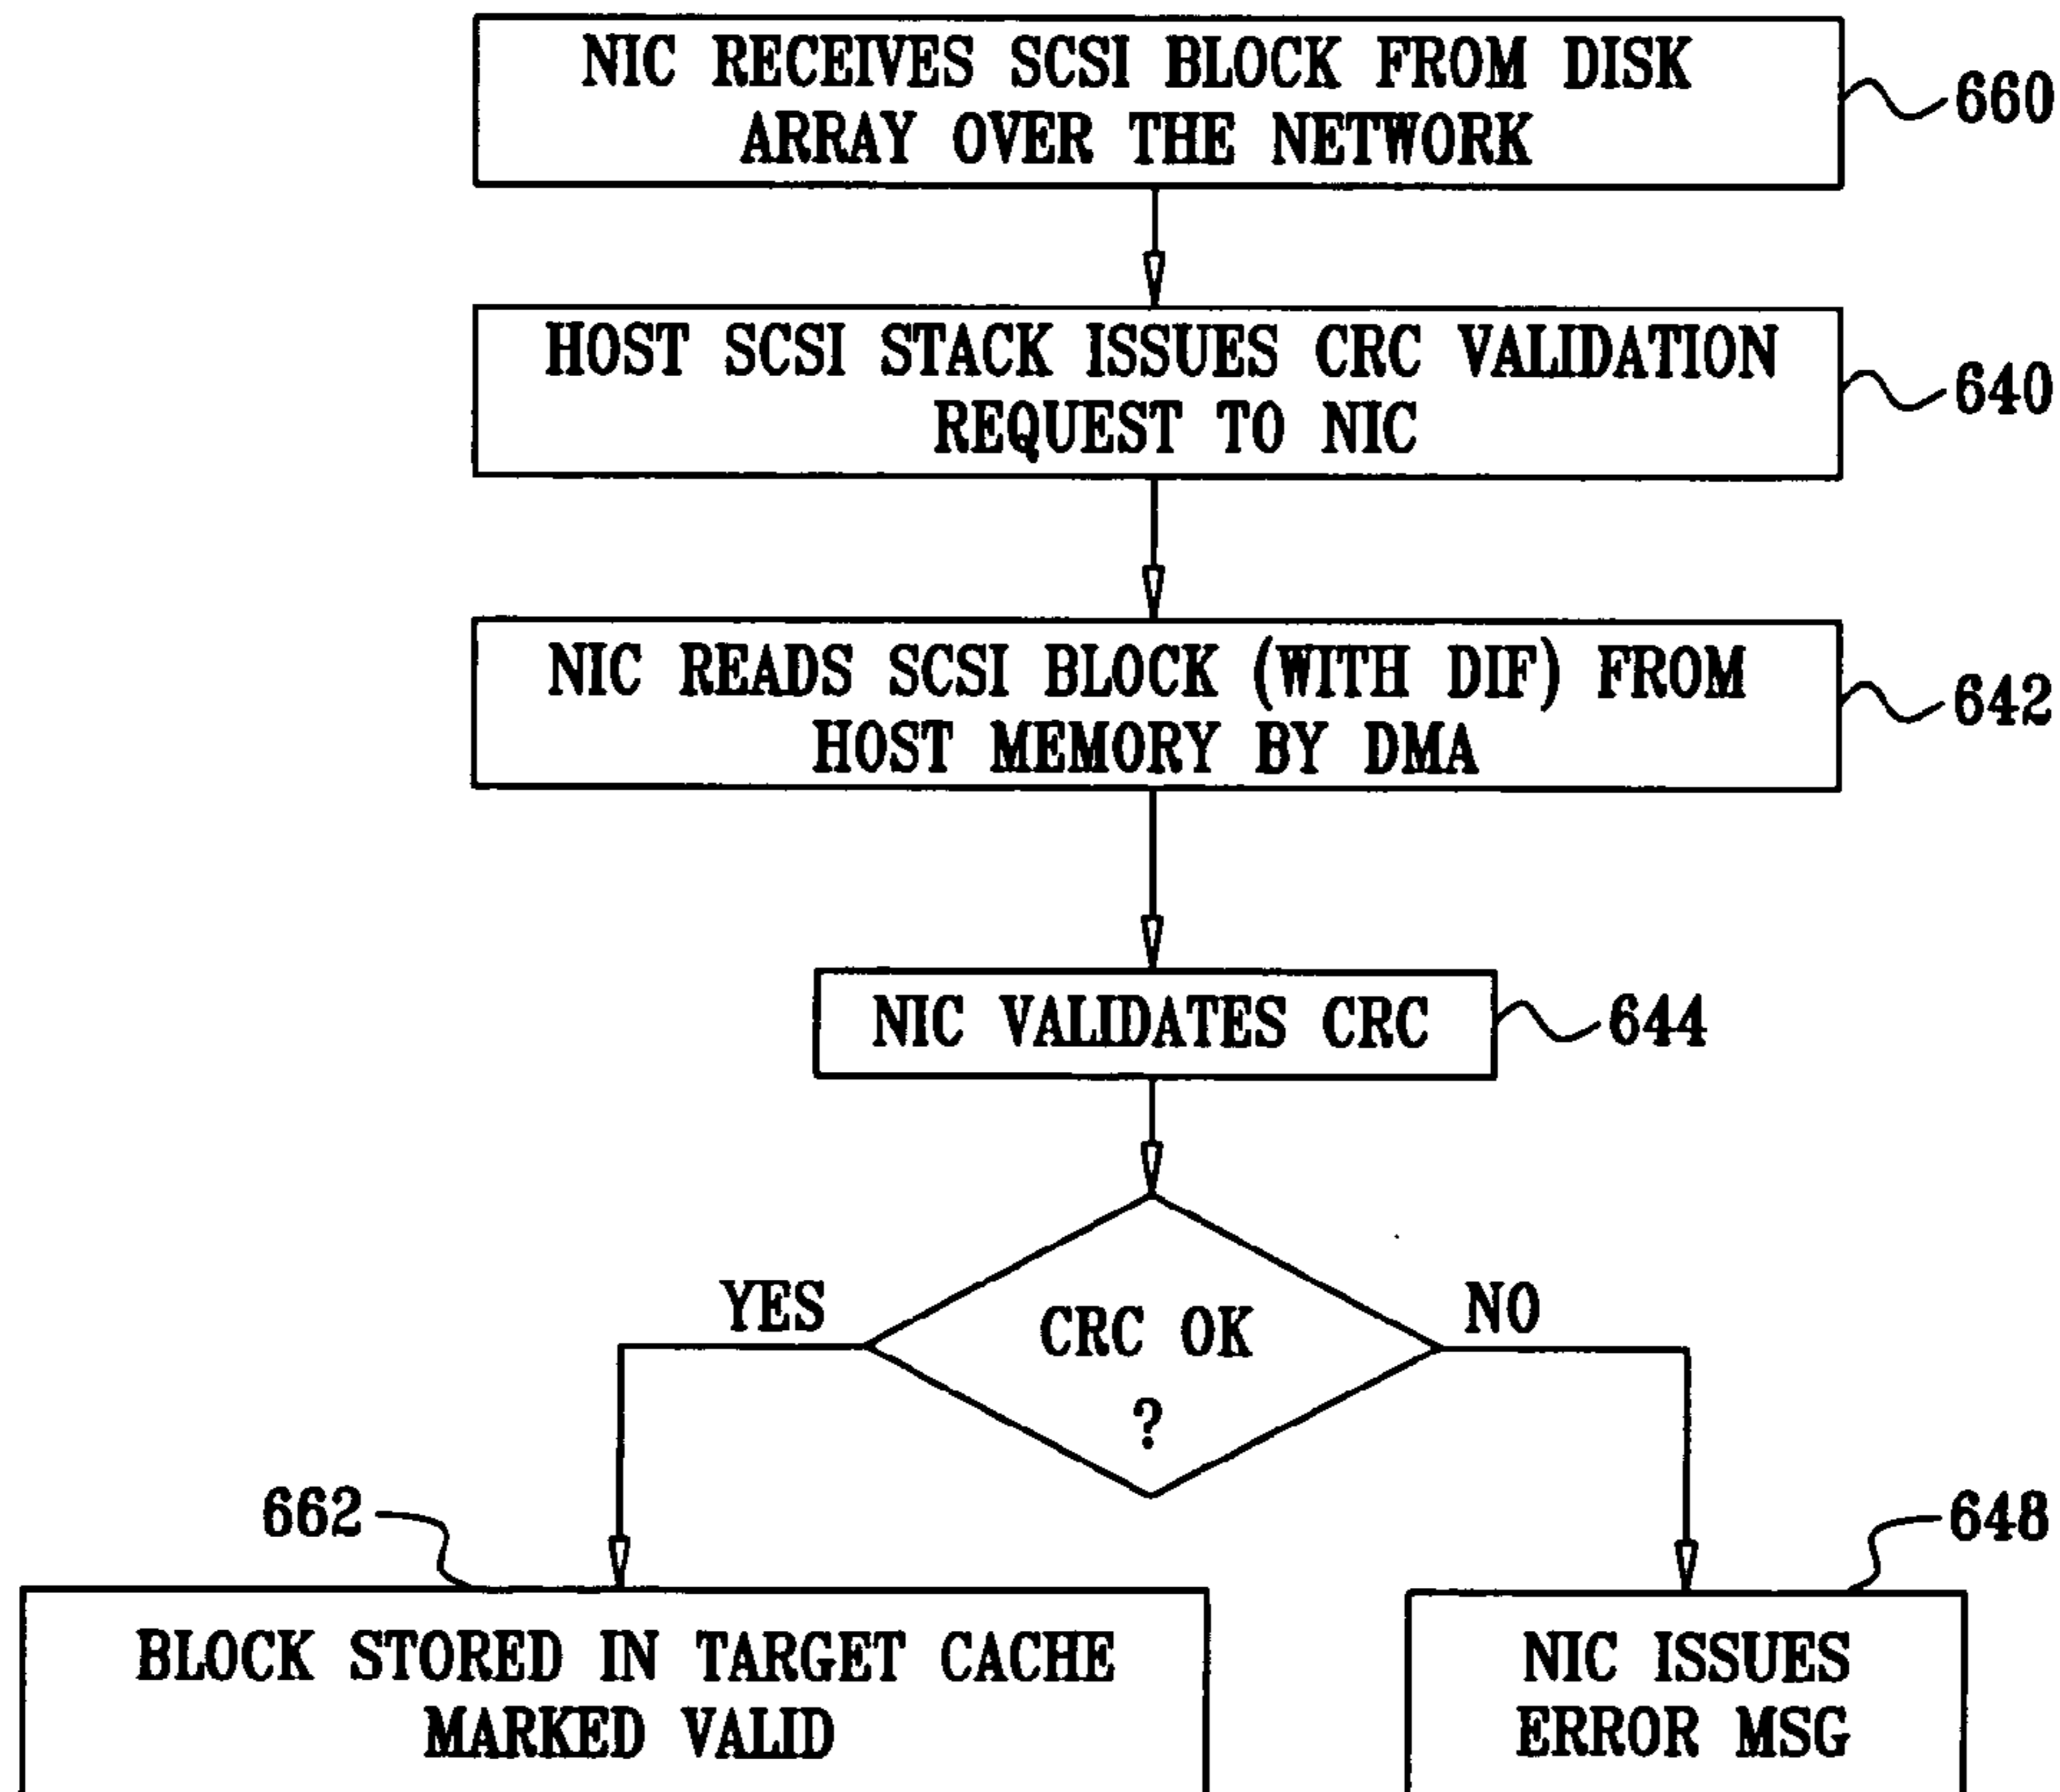 NIC RECEIVES SCSI BLOCK FROM DISK
ARRAY OVER THE NETWORK
660
HOST SCSI STACK ISSUES CRC VALIDATION
REQUEST TO NIC
640
NIC READS SCSI BLOCK (WITH DIF) FROM
HOST MEMORY BY DMA
642
NIC VALIDATES CRC
644
YES
CRC OK
?
NO
662
648
BLOCK STORED IN TARGET CACHE
MARKED VALID
NIC ISSUES
ERROR MSG